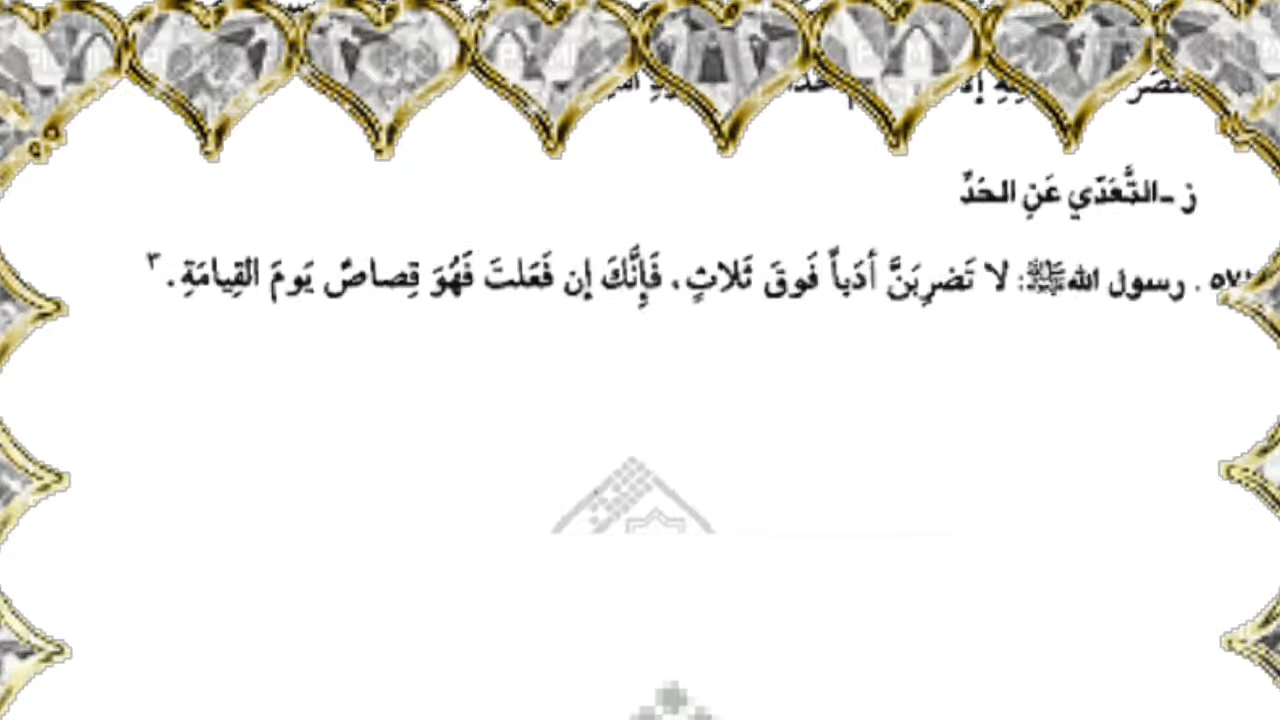 ز ـ التَّعَدّي عَنِ الحَدِّ
. رسول الله ﷺ: لا تَضرِبَنَّ أدَباً فَوقَ ثَلاثٍ، فَإِنَّكَ إن فَعَلتَ فَهُوَ قِصاصٌ يَومَ القِيامَةِ. ٣